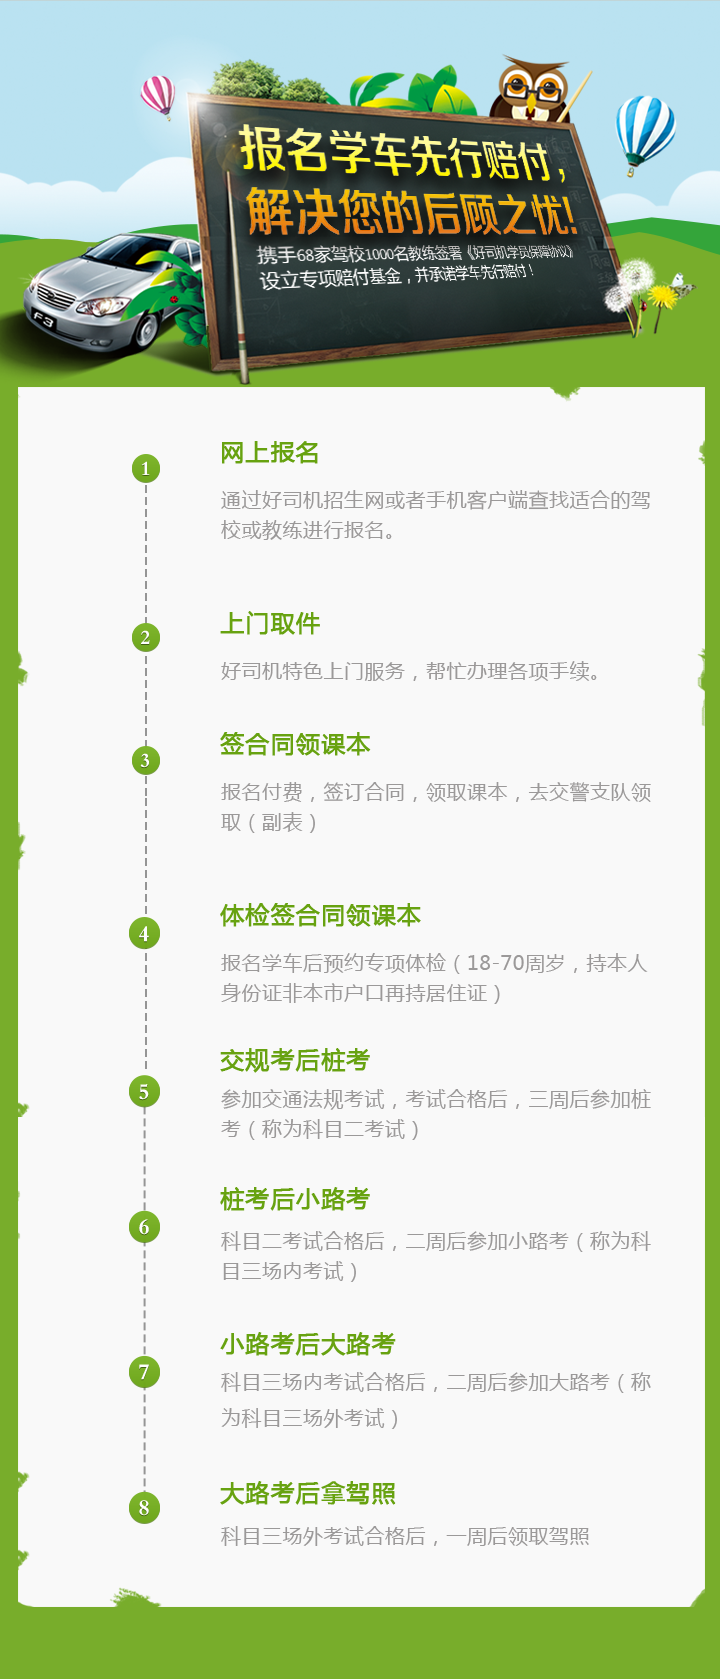 报名学车先行赔付，
解决您的后顾之忧！
携手68家驾校1000名教练签署《好司机学员保障协议》
设立专项赔付基金，并承诺学车先行赔付！
F3
1
网上报名
通过好司机招生网或者手机客户端查找适合的驾
校或教练进行报名。
2
上门取件
好司机特色上门服务，帮忙办理各项手续。
3
签合同领课本
报名付费，签订合同，领取课本，去交警支队领
取（副表）
4
体检签合同领课本
报名学车后预约专项体检（18-70周岁，持本人
身份证非本市户口再持居住证）
5
交规考后桩考
参加交通法规考试，考试合格后，三周后参加桩
考（称为科目二考试）
6
桩考后小路考
科目二考试合格后，二周后参加小路考（称为科
目三场内考试）
7
小路考后大路考
科目三场内考试合格后，二周后参加大路考（称
为科目三场外考试）
8
大路考后拿驾照
科目三场外考试合格后，一周后领取驾照